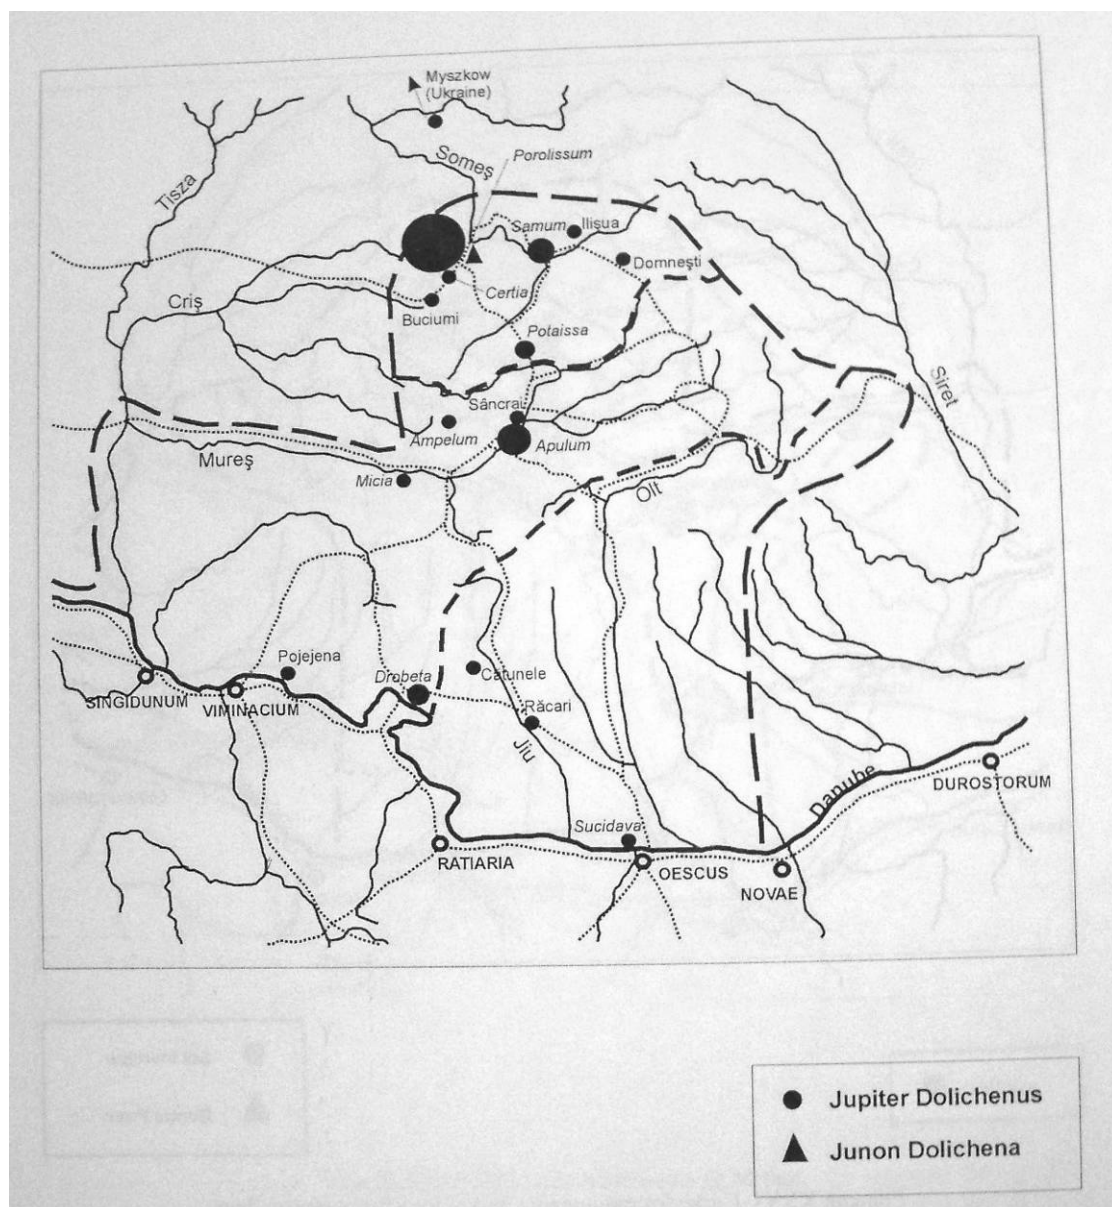 Myszkow
(Ukraine)
Someş
Porolissum
Tisza
Samum
Ilişua
Domneşti
Certia
Criş
Buciumi
Potaissa
Siret
Sâncrai
Ampelum
Apulum
Mureş
Micia
Olt
Pojejena
Drobeta
Cătunele
SINGIDUNUM
VIMINACIUM
Răcari
Jiu
Danube
DUROSTORUM
Sucidava
RATIARIA
OESCUS
NOVAE
Jupiter Dolichenus
Junon Dolichena